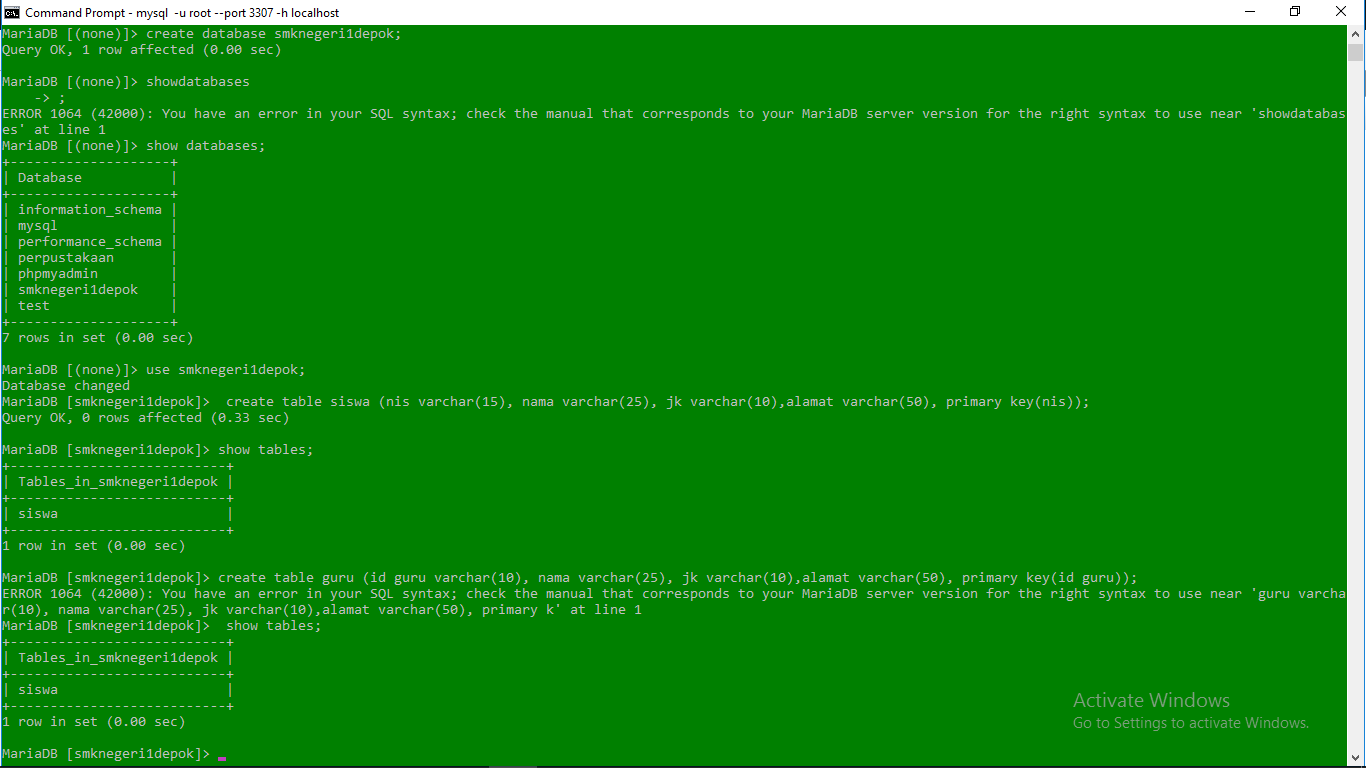 Command Prompt - mysql -u root --port 3307 -h localhost
MariaDB [(none)]> create database smknegeri1depok;
Query OK, 1 row affected (0.00 sec)
MariaDB [(none)]> showdatabases
    -> ;
ERROR 1064 (42000): You have an error in your SQL syntax; check the manual that corresponds to your MariaDB server version for the right syntax to use near 'showdatabas
es' at line 1
MariaDB [(none)]> show databases;
+--------------------+
| Database           |
+--------------------+
| information_schema |
| mysql              |
| performance_schema |
| perpustakaan       |
| phpmyadmin         |
| smknegeri1depok    |
| test               |
+--------------------+
7 rows in set (0.00 sec)
MariaDB [(none)]> use smknegeri1depok;
Database changed
MariaDB [smknegeri1depok]>  create table siswa (nis varchar(15), nama varchar(25), jk varchar(10),alamat varchar(50), primary key(nis));
Query OK, 0 rows affected (0.33 sec)
MariaDB [smknegeri1depok]> show tables;
+---------------------------+
| Tables_in_smknegeri1depok |
+---------------------------+
| siswa                     |
+---------------------------+
1 row in set (0.00 sec)
MariaDB [smknegeri1depok]> create table guru (id guru varchar(10), nama varchar(25), jk varchar(10),alamat varchar(50), primary key(id guru));
ERROR 1064 (42000): You have an error in your SQL syntax; check the manual that corresponds to your MariaDB server version for the right syntax to use near 'guru varcha
r(10), nama varchar(25), jk varchar(10),alamat varchar(50), primary k' at line 1
MariaDB [smknegeri1depok]>  show tables;
+---------------------------+
| Tables_in_smknegeri1depok |
+---------------------------+
| siswa                     |
+---------------------------+
1 row in set (0.00 sec)
MariaDB [smknegeri1depok]> _
Activate Windows
Go to Settings to activate Windows.